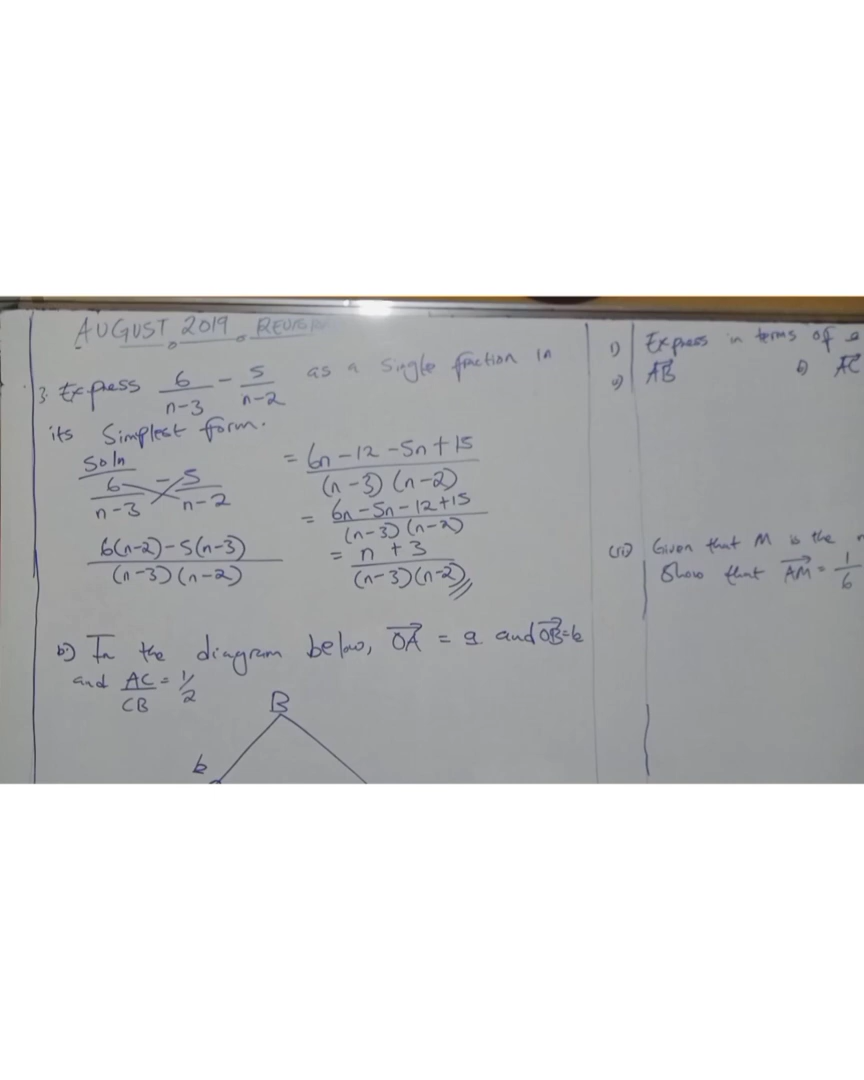 AUGUST 2019
3. Express 6/(n-3) - 5/(n-2) as a single fraction in
its simplest form.
Soln
6/(n-3) - 5/(n-2)
(6(n-2) - 5(n-3))/((n-3)(n-2))
= (6n - 12 - 5n + 15)/((n-3)(n-2))
= (6n - 5n - 12 + 15)/((n-3)(n-2))
= (n + 3)/((n-3)(n-2))
b) In the diagram below, OA = a and OB = b
and AC/CB = 1/2
B
b
i) Express in terms of a
a) AB b) AC
(ii) Given that M is the
Show that AM = 1/6